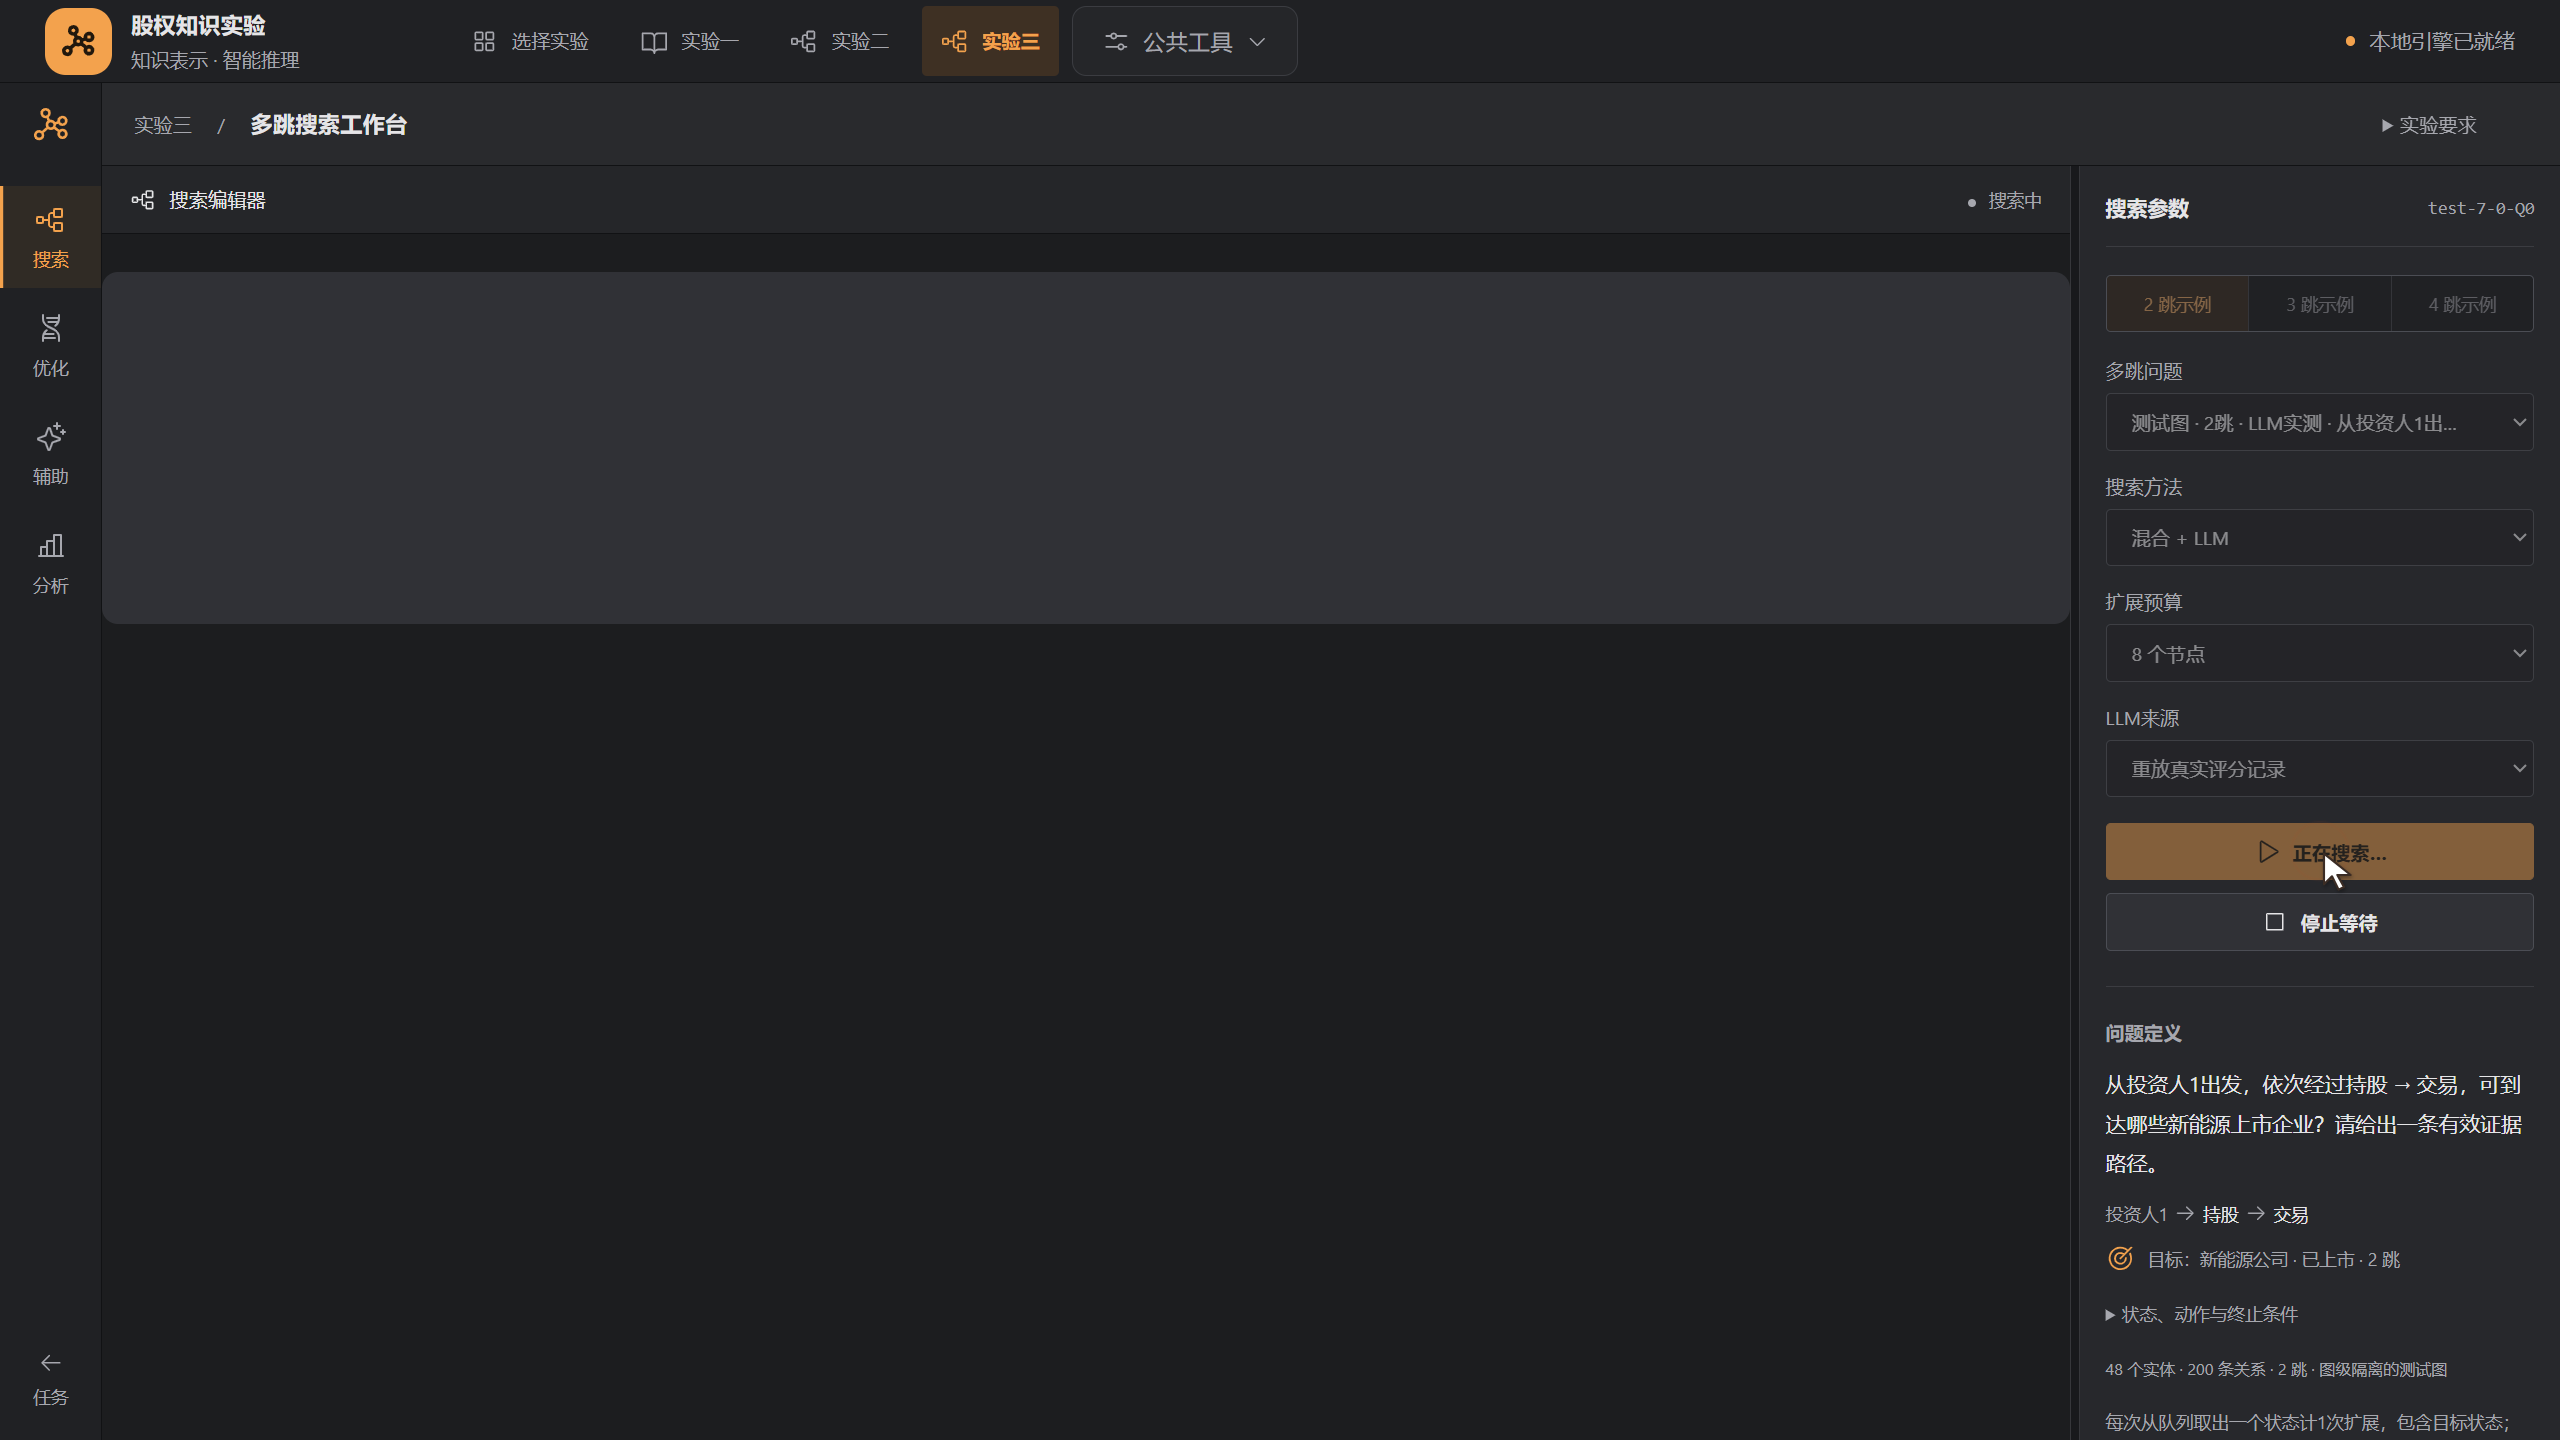 股权知识实验
知识表示 · 智能推理
选择实验
实验一
实验二
实验三
公共工具
本地引擎已就绪
实验三 / 多跳搜索工作台
实验要求
搜索
优化
辅助
分析
任务
搜索编辑器
搜索中
搜索参数
test-7-0-Q0
2 跳示例
3 跳示例
4 跳示例
多跳问题
测试图 · 2跳 · LLM实测 · 从投资人1出...
搜索方法
混合 + LLM
扩展预算
8 个节点
LLM来源
重放真实评分记录
正在搜索...
停止等待
问题定义
从投资人1出发，依次经过持股 → 交易，可到
达哪些新能源上市企业？请给出一条有效证据
路径。
投资人1 → 持股 → 交易
目标：新能源公司 · 已上市 · 2 跳
状态、动作与终止条件
48 个实体 · 200 条关系 · 2 跳 · 图级隔离的测试图
每次从队列取出一个状态计1次扩展，包含目标状态；